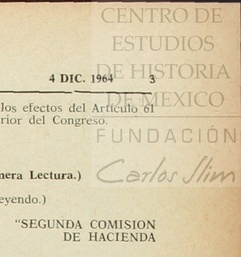 CENTRO DE
ESTUDIOS
DE HISTORIA
DE MEXICO
FUNDACIÓN
Carlos Slim
4 DIC. 1964 3
los efectos del Artículo 61
rior del Congreso.
nera Lectura.)
eyendo.)
"SEGUNDA COMISION
DE HACIENDA